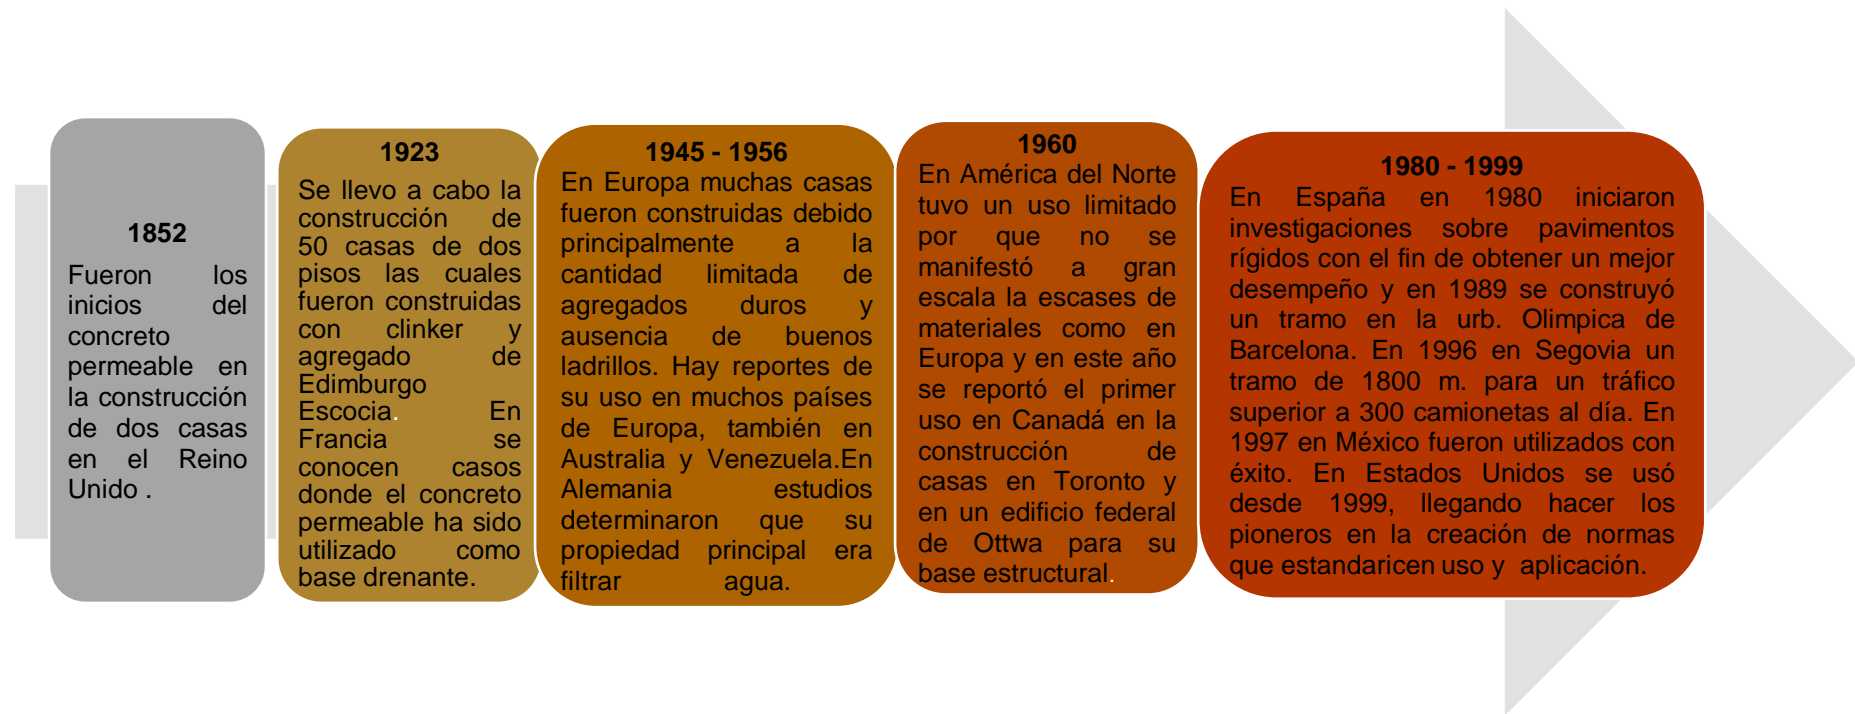 1852
Fueron los
inicios del
concreto
permeable en
la construcción
de dos casas
en el Reino
Unido .
1923
Se llevo a cabo la
construcción de
50 casas de dos
pisos las cuales
fueron construidas
con clinker y
agregado de
Edimburgo
Escocia. En
Francia se
conocen casos
donde el concreto
permeable ha sido
utilizado como
base drenante.
1945 - 1956
En Europa muchas casas
fueron construidas debido
principalmente a la
cantidad limitada de
agregados duros y
ausencia de buenos
ladrillos. Hay reportes de
su uso en muchos países
de Europa, también en
Australia y Venezuela.En
Alemania estudios
determinaron que su
propiedad principal era
filtrar agua.
1960
En América del Norte
tuvo un uso limitado
por que no se
manifestó a gran
escala la escases de
materiales como en
Europa y en este año
se reportó el primer
uso en Canadá en la
construcción de
casas en Toronto y
en un edificio federal
de Ottwa para su
base estructural.
1980 - 1999
En España en 1980 iniciaron
investigaciones sobre pavimentos
rígidos con el fin de obtener un mejor
desempeño y en 1989 se construyó
un tramo en la urb. Olimpica de
Barcelona. En 1996 en Segovia un
tramo de 1800 m. para un tráfico
superior a 300 camionetas al día. En
1997 en México fueron utilizados con
éxito. En Estados Unidos se usó
desde 1999, llegando hacer los
pioneros en la creación de normas
que estandaricen uso y aplicación.